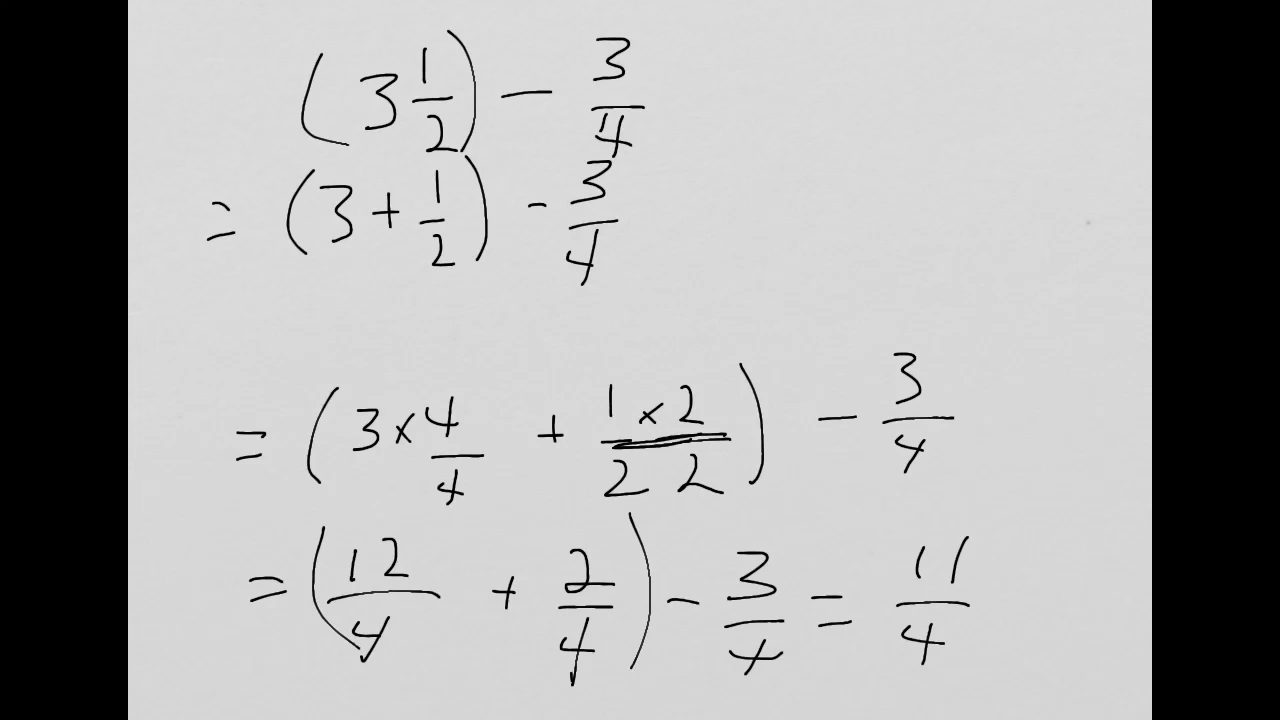 (3 1/2) - 3/4
= (3 + 1/2) - 3/4
= (3 × 4/4 + 1 × 2/2 2) - 3/4
= (12/4 + 2/4) - 3/4 = 11/4